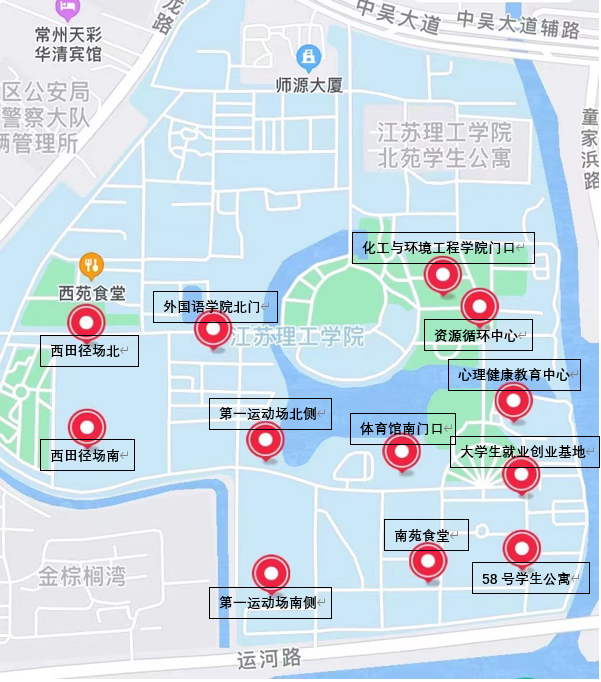 常州天彩
华清宾馆
龙路
中吴大道
中吴大道辅路
师源大厦
区公安局
警察大队
辆管理所
江苏理工学院
北苑学生公寓
童家浜路
化工与环境工程学院门口
西苑食堂
外国语学院北门
资源循环中心
江苏理工学院
西田径场北
心理健康教育中心
第一运动场北侧
体育馆南门口
西田径场南
大学生就业创业基地
南苑食堂
金棕榈湾
58 号学生公寓
第一运动场南侧
运河路